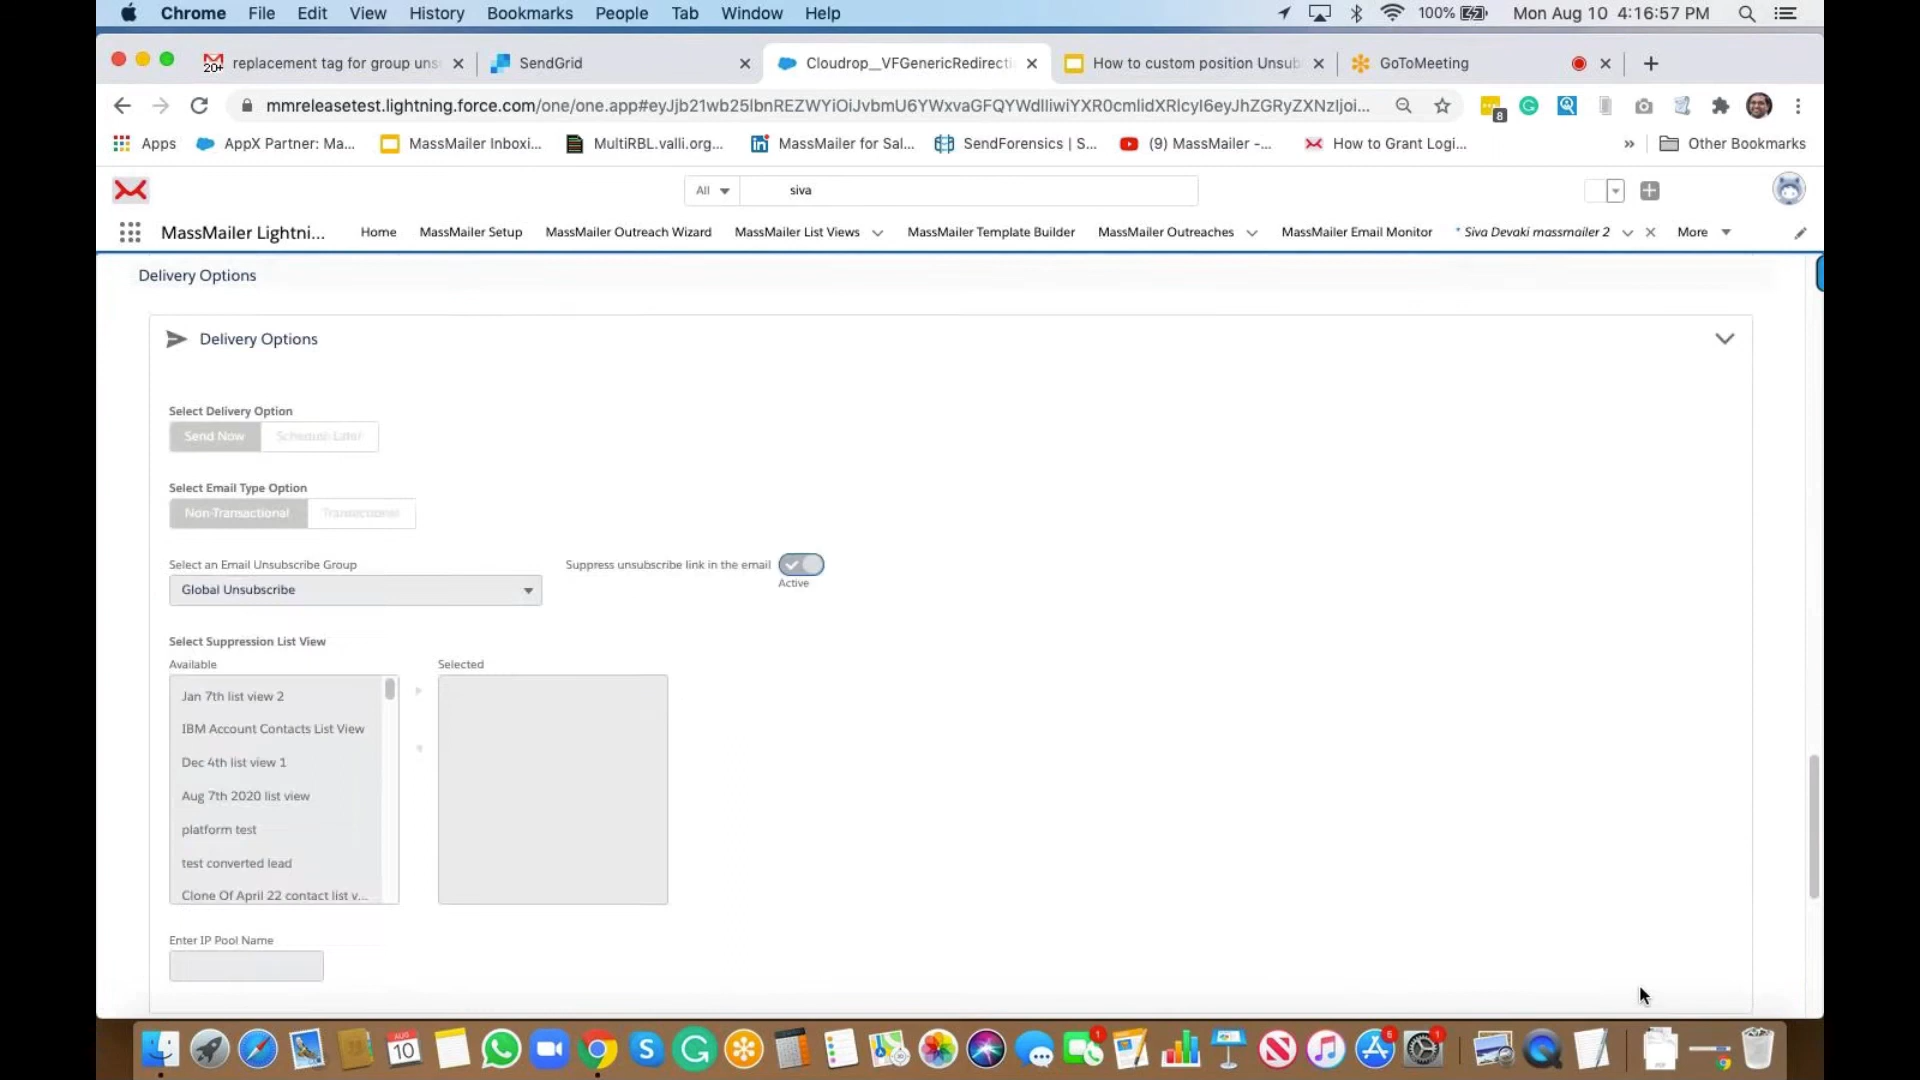 Chrome File Edit View History Bookmarks People Tab Window Help 100% Mon Aug 10 4:16:57 PM
20+ replacement tag for group uns SendGrid Cloudrop__VFGenericRedirecti How to custom position Unsub GoToMeeting
mmreleasetest.lightning.force.com/one/one.app#eyJjb21wb25lbnREZWYiOiJvbmU6YWxvaGFQYWdlIiwiYXR0cmlidXRlcyI6eyJhZGRyZXNzIjoi... 8
Apps AppX Partner: Ma... MassMailer Inboxi... MultiRBL.valli.org... MassMailer for Sal... SendForensics | S... (9) MassMailer -... How to Grant Logi... » Other Bookmarks
All siva
MassMailer Lightni... Home MassMailer Setup MassMailer Outreach Wizard MassMailer List Views MassMailer Template Builder MassMailer Outreaches MassMailer Email Monitor * Siva Devaki massmailer 2 More
Delivery Options
Delivery Options
Select Delivery Option
Send Now Schedule Later
Select Email Type Option
Non-Transactional Transactional
Select an Email Unsubscribe Group Suppress unsubscribe link in the email
Active
Global Unsubscribe
Select Suppression List View
Available Selected
Jan 7th list view 2
IBM Account Contacts List View
Dec 4th list view 1
Aug 7th 2020 list view
platform test
test converted lead
Clone Of April 22 contact list v...
Enter IP Pool Name
AUG
10
1
6
1